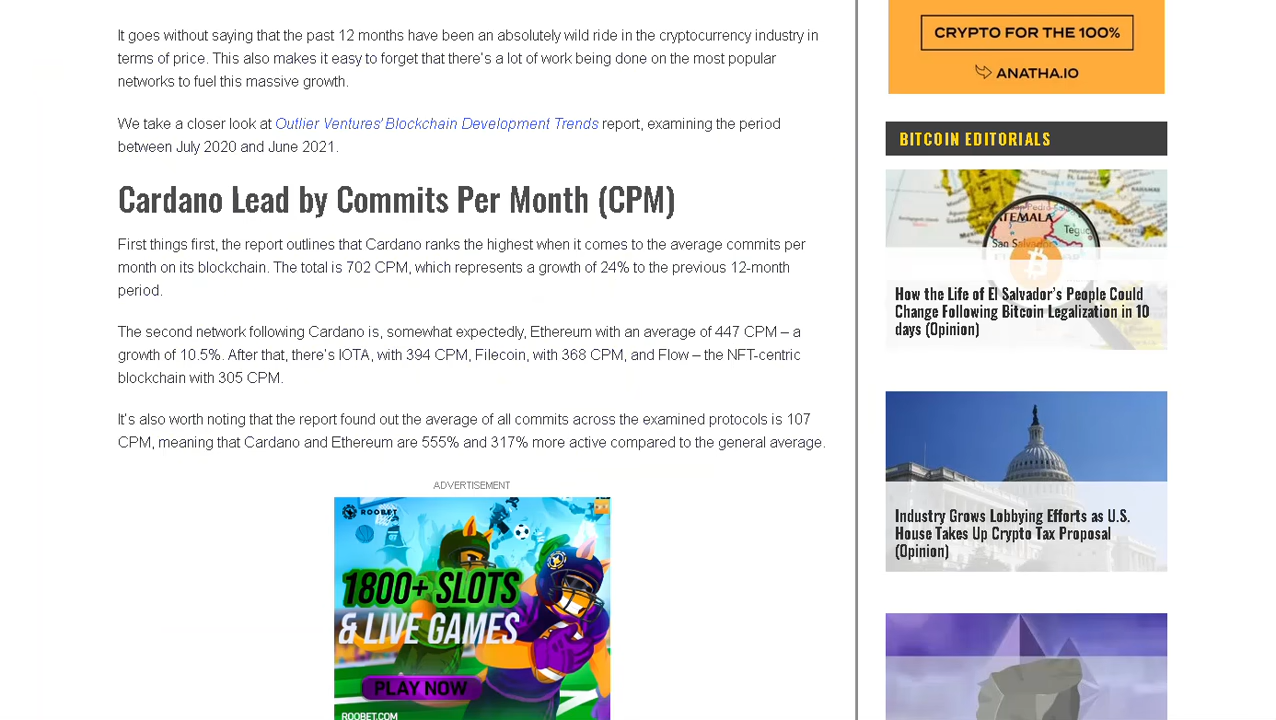 It goes without saying that the past 12 months have been an absolutely wild ride in the cryptocurrency industry in
terms of price. This also makes it easy to forget that there's a lot of work being done on the most popular
networks to fuel this massive growth.
We take a closer look at Outlier Ventures' Blockchain Development Trends report, examining the period
between July 2020 and June 2021.
Cardano Lead by Commits Per Month (CPM)
First things first, the report outlines that Cardano ranks the highest when it comes to the average commits per
month on its blockchain. The total is 702 CPM, which represents a growth of 24% to the previous 12-month
period.
The second network following Cardano is, somewhat expectedly, Ethereum with an average of 447 CPM – a
growth of 10.5%. After that, there's IOTA, with 394 CPM, Filecoin, with 368 CPM, and Flow – the NFT-centric
blockchain with 305 CPM.
It's also worth noting that the report found out the average of all commits across the examined protocols is 107
CPM, meaning that Cardano and Ethereum are 555% and 317% more active compared to the general average.
ADVERTISEMENT
ROOBET
1800+ SLOTS
& LIVE GAMES
PLAY NOW
ROOBET.COM
CRYPTO FOR THE 100%
ANATHA.IO
BITCOIN EDITORIALS
San Salvador
How the Life of El Salvador's People Could
Change Following Bitcoin Legalization in 10
days (Opinion)
Industry Grows Lobbying Efforts as U.S.
House Takes Up Crypto Tax Proposal
(Opinion)